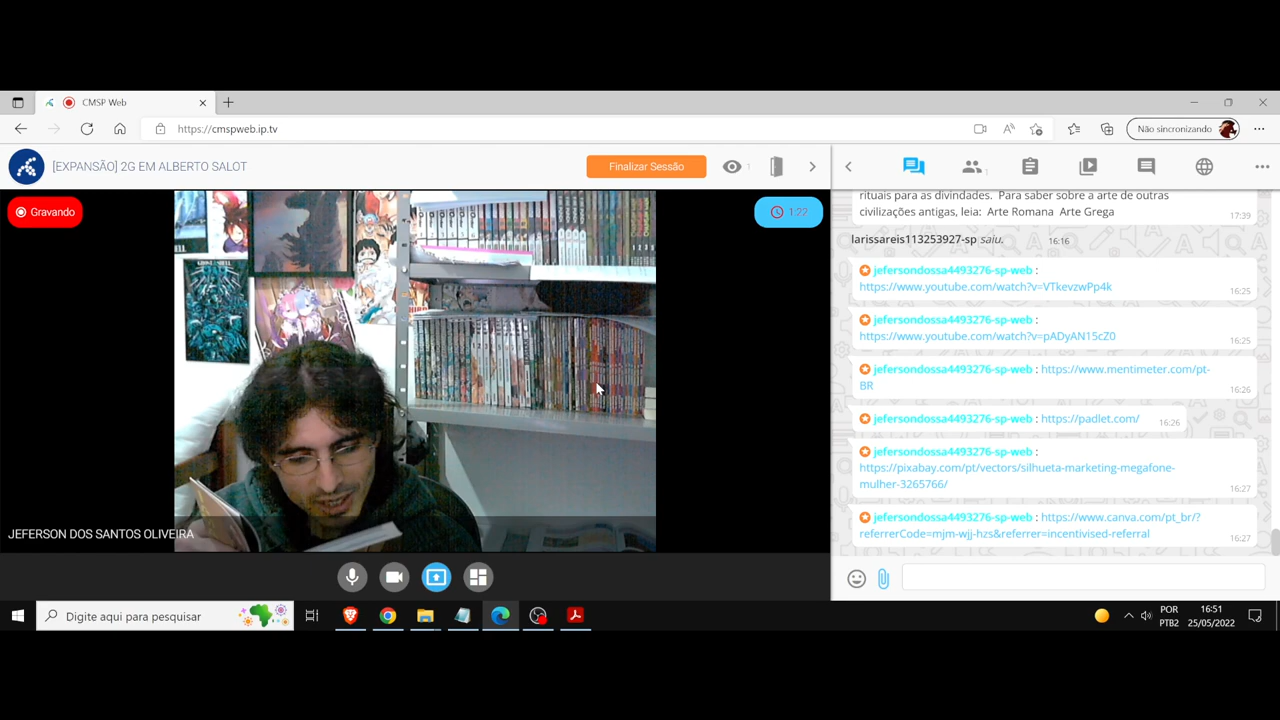 CMSP Web
https://cmspweb.ip.tv
Não sincronizando
[EXPANSÃO] 2G EM ALBERTO SALOT
Finalizar Sessão
1
Gravando
1:22
JEFERSON DOS SANTOS OLIVEIRA
1
rituais para as divindades. Para saber sobre a arte de outras
civilizações antigas, leia: Arte Romana Arte Grega
17:39
larissareis113253927-sp saiu. 16:16
jefersondossa4493276-sp-web :
https://www.youtube.com/watch?v=VTkevzwPp4k
16:25
jefersondossa4493276-sp-web :
https://www.youtube.com/watch?v=pADyAN15cZ0
16:25
jefersondossa4493276-sp-web : https://www.mentimeter.com/pt-
BR
16:26
jefersondossa4493276-sp-web : https://padlet.com/ 16:26
jefersondossa4493276-sp-web :
https://pixabay.com/pt/vectors/silhueta-marketing-megafone-
mulher-3265766/
16:27
jefersondossa4493276-sp-web : https://www.canva.com/pt_br/?
referrerCode=mjm-wjj-hzs&referrer=incentivised-referral
16:27
Digite aqui para pesquisar
POR
PTB2
16:51
25/05/2022